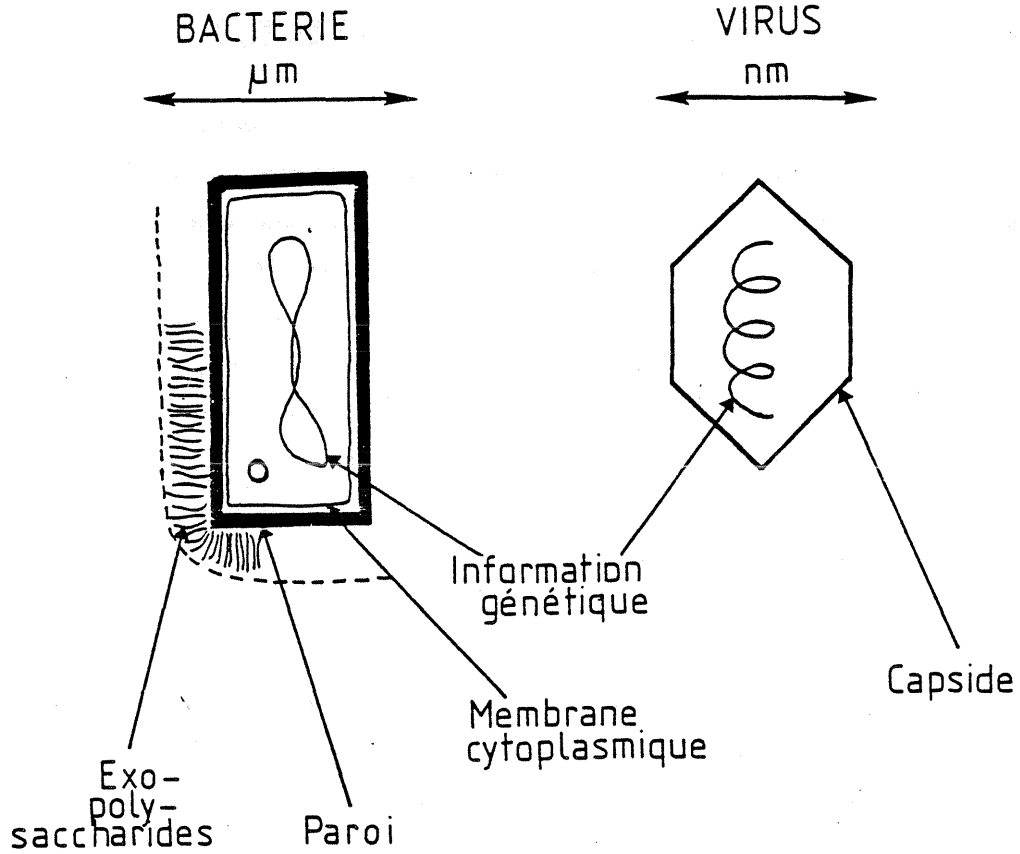 BACTERIE
µm
VIRUS
nm
Information
génétique
Capside
Membrane
cytoplasmique
Exo-
poly-
saccharides
Paroi